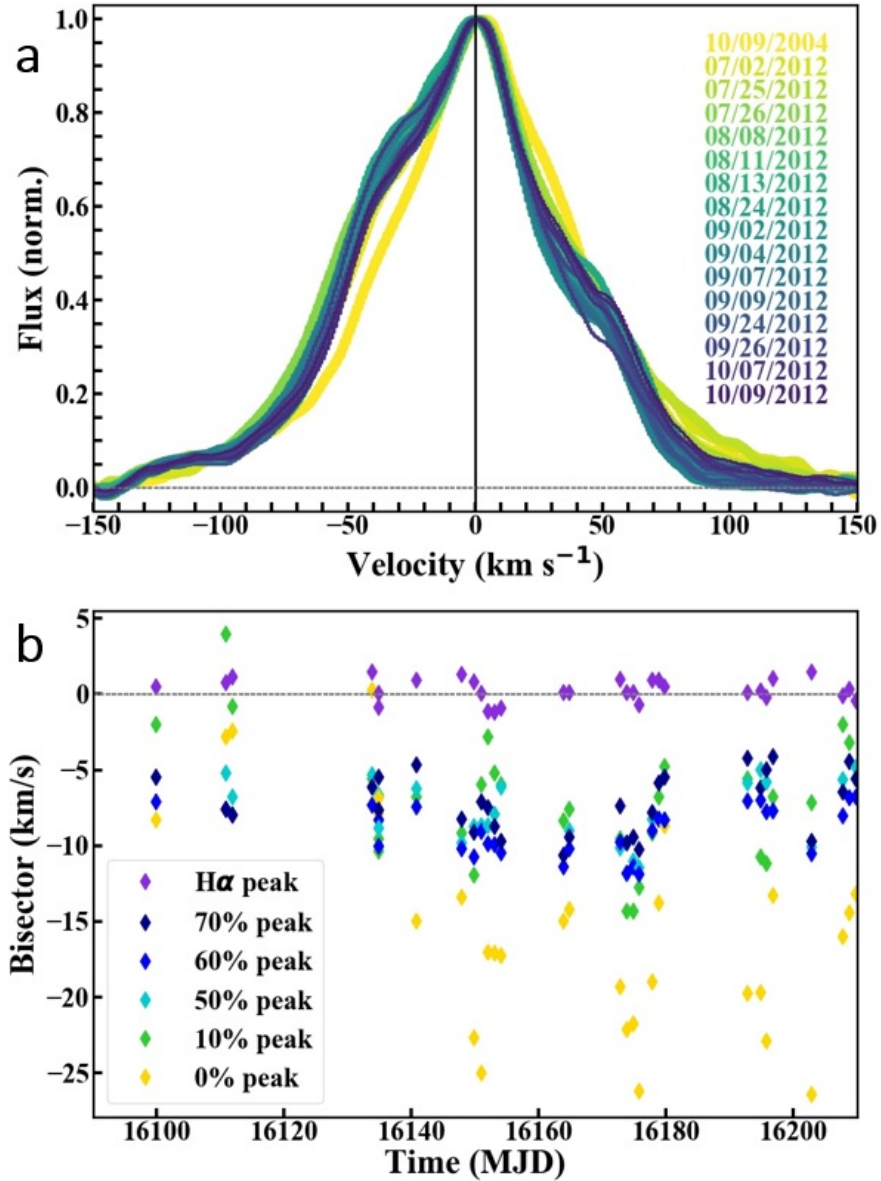 a
1.0
0.8
0.6
0.4
0.2
0.0
Flux (norm.)
10/09/2004
07/02/2012
07/25/2012
07/26/2012
08/08/2012
08/11/2012
08/13/2012
08/24/2012
09/02/2012
09/04/2012
09/07/2012
09/09/2012
09/24/2012
09/26/2012
10/07/2012
10/09/2012
−150 −100 −50 0 50 100 150
Velocity (km s⁻¹)
b
5
0
−5
−10
−15
−20
−25
Bisector (km/s)
Hα peak
70% peak
60% peak
50% peak
10% peak
0% peak
16100 16120 16140 16160 16180 16200
Time (MJD)